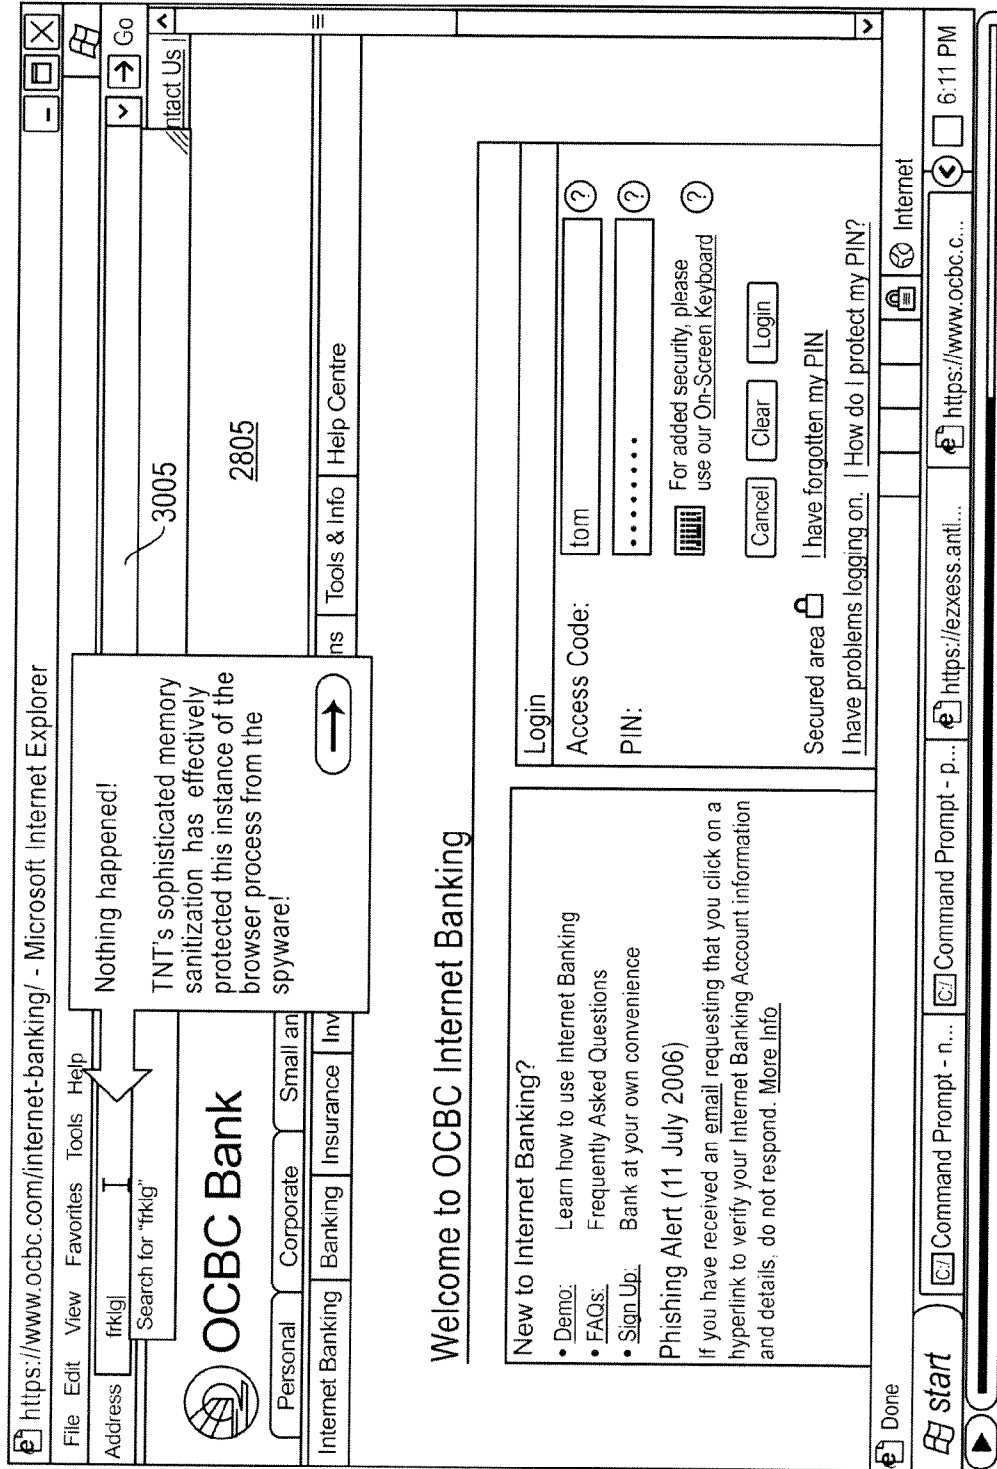 https://www.ocbc.com/internet-banking/ - Microsoft Internet Explorer
File Edit View Favorites Tools Help
Address frklg Go
Search for "frklg"
ntact Us |
Nothing happened!
TNT's sophisticated memory
sanitization has effectively
protected this instance of the
browser process from the
spyware!
3005
2805
OCBC Bank
Personal Corporate Small an
Internet Banking Banking Insurance Inv ns Tools & Info Help Centre
Welcome to OCBC Internet Banking
New to Internet Banking?
• Demo: Learn how to use Internet Banking
• FAQs: Frequently Asked Questions
• Sign Up: Bank at your own convenience
Phishing Alert (11 July 2006)
If you have received an email requesting that you click on a
hyperlink to verify your Internet Banking Account information
and details, do not respond. More Info
Login
Access Code: tom ?
PIN: ........ ?
For added security, please ?
use our On-Screen Keyboard
Cancel Clear Login
Secured area I have forgotten my PIN
I have problems logging on. | How do I protect my PIN?
Done Internet
start C:/ Command Prompt - n... C:/ Command Prompt - p... https://ezxess.antl... https://www.ocbc.c... 6:11 PM